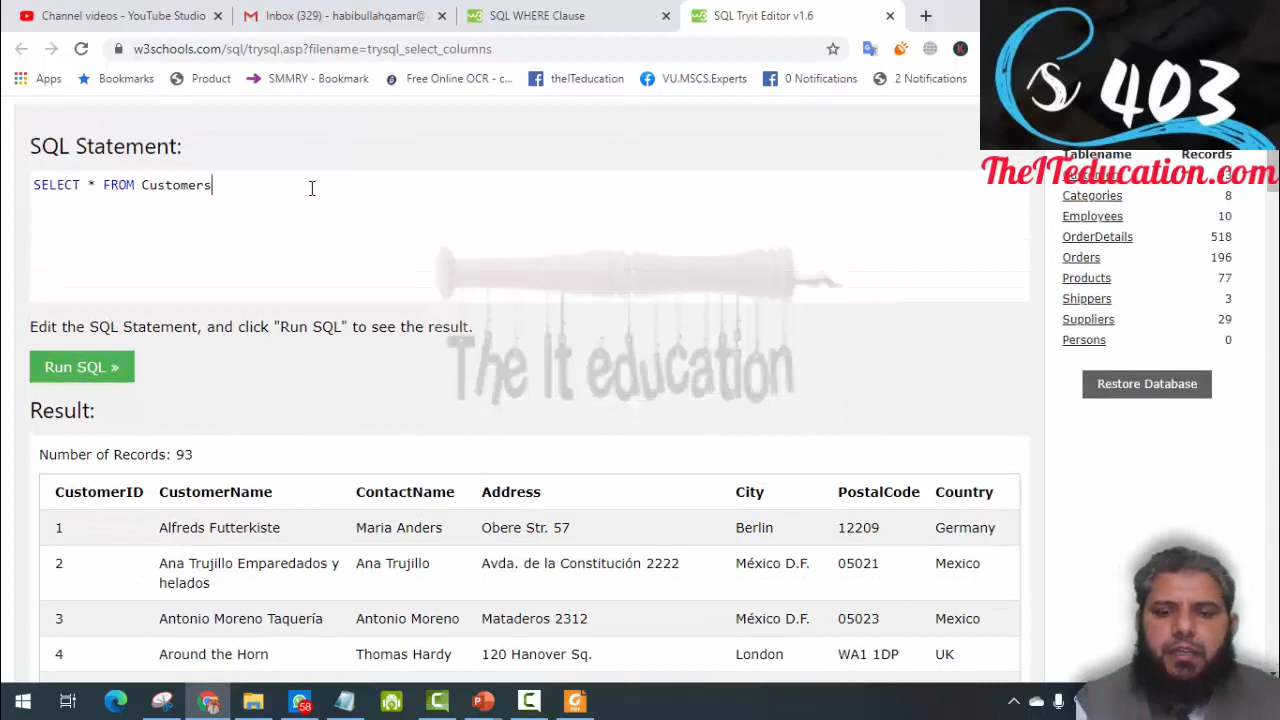 Channel videos - YouTube Studio
Inbox (329) - habibullahqamar@
SQL WHERE Clause
SQL Tryit Editor v1.6
w3schools.com/sql/trysql.asp?filename=trysql_select_columns
Apps
Bookmarks
Product
SMMRY - Bookmark
Free Online OCR - c...
theITeducation
VU.MSCS.Experts
0 Notifications
2 Notifications
CS 403
TheITeducation.com
SQL Statement:
SELECT * FROM Customers
Edit the SQL Statement, and click "Run SQL" to see the result.
Run SQL »
The It education
Result:
Number of Records: 93
CustomerID CustomerName ContactName Address City PostalCode Country
1 Alfreds Futterkiste Maria Anders Obere Str. 57 Berlin 12209 Germany
2 Ana Trujillo Emparedados y helados Ana Trujillo Avda. de la Constitución 2222 México D.F. 05021 Mexico
3 Antonio Moreno Taquería Antonio Moreno Mataderos 2312 México D.F. 05023 Mexico
4 Around the Horn Thomas Hardy 120 Hanover Sq. London WA1 1DP UK
Tablename Records
Categories 8
Employees 10
OrderDetails 518
Orders 196
Products 77
Shippers 3
Suppliers 29
Persons 0
Restore Database
58